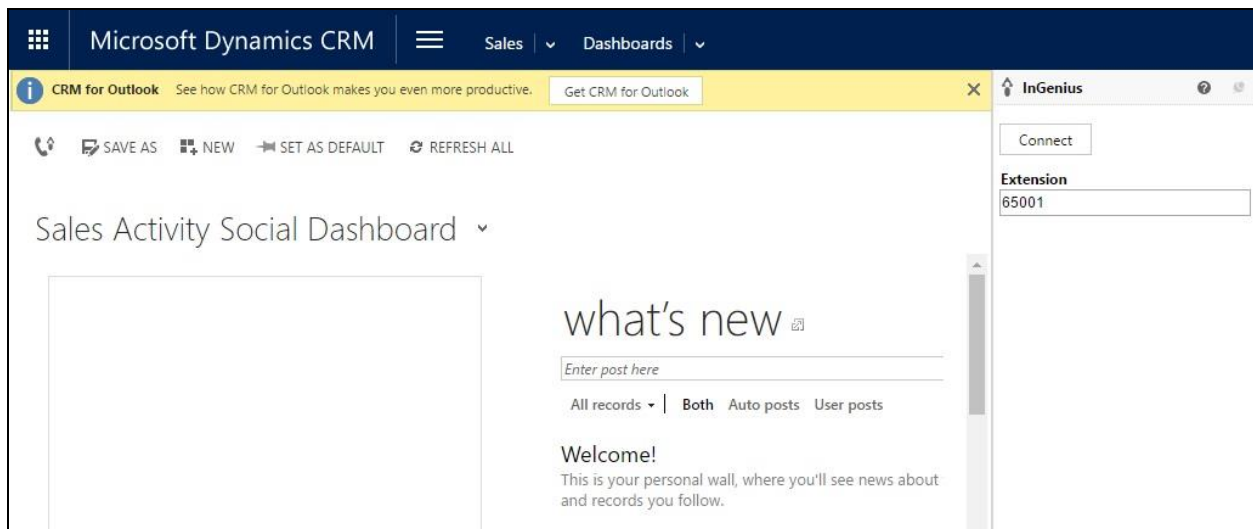 Microsoft Dynamics CRM Sales Dashboards
CRM for Outlook See how CRM for Outlook makes you even more productive. Get CRM for Outlook
SAVE AS NEW SET AS DEFAULT REFRESH ALL
Sales Activity Social Dashboard
what's new
Enter post here
All records Both Auto posts User posts
Welcome!
This is your personal wall, where you'll see news about
and records you follow.
InGenius
Connect
Extension
65001